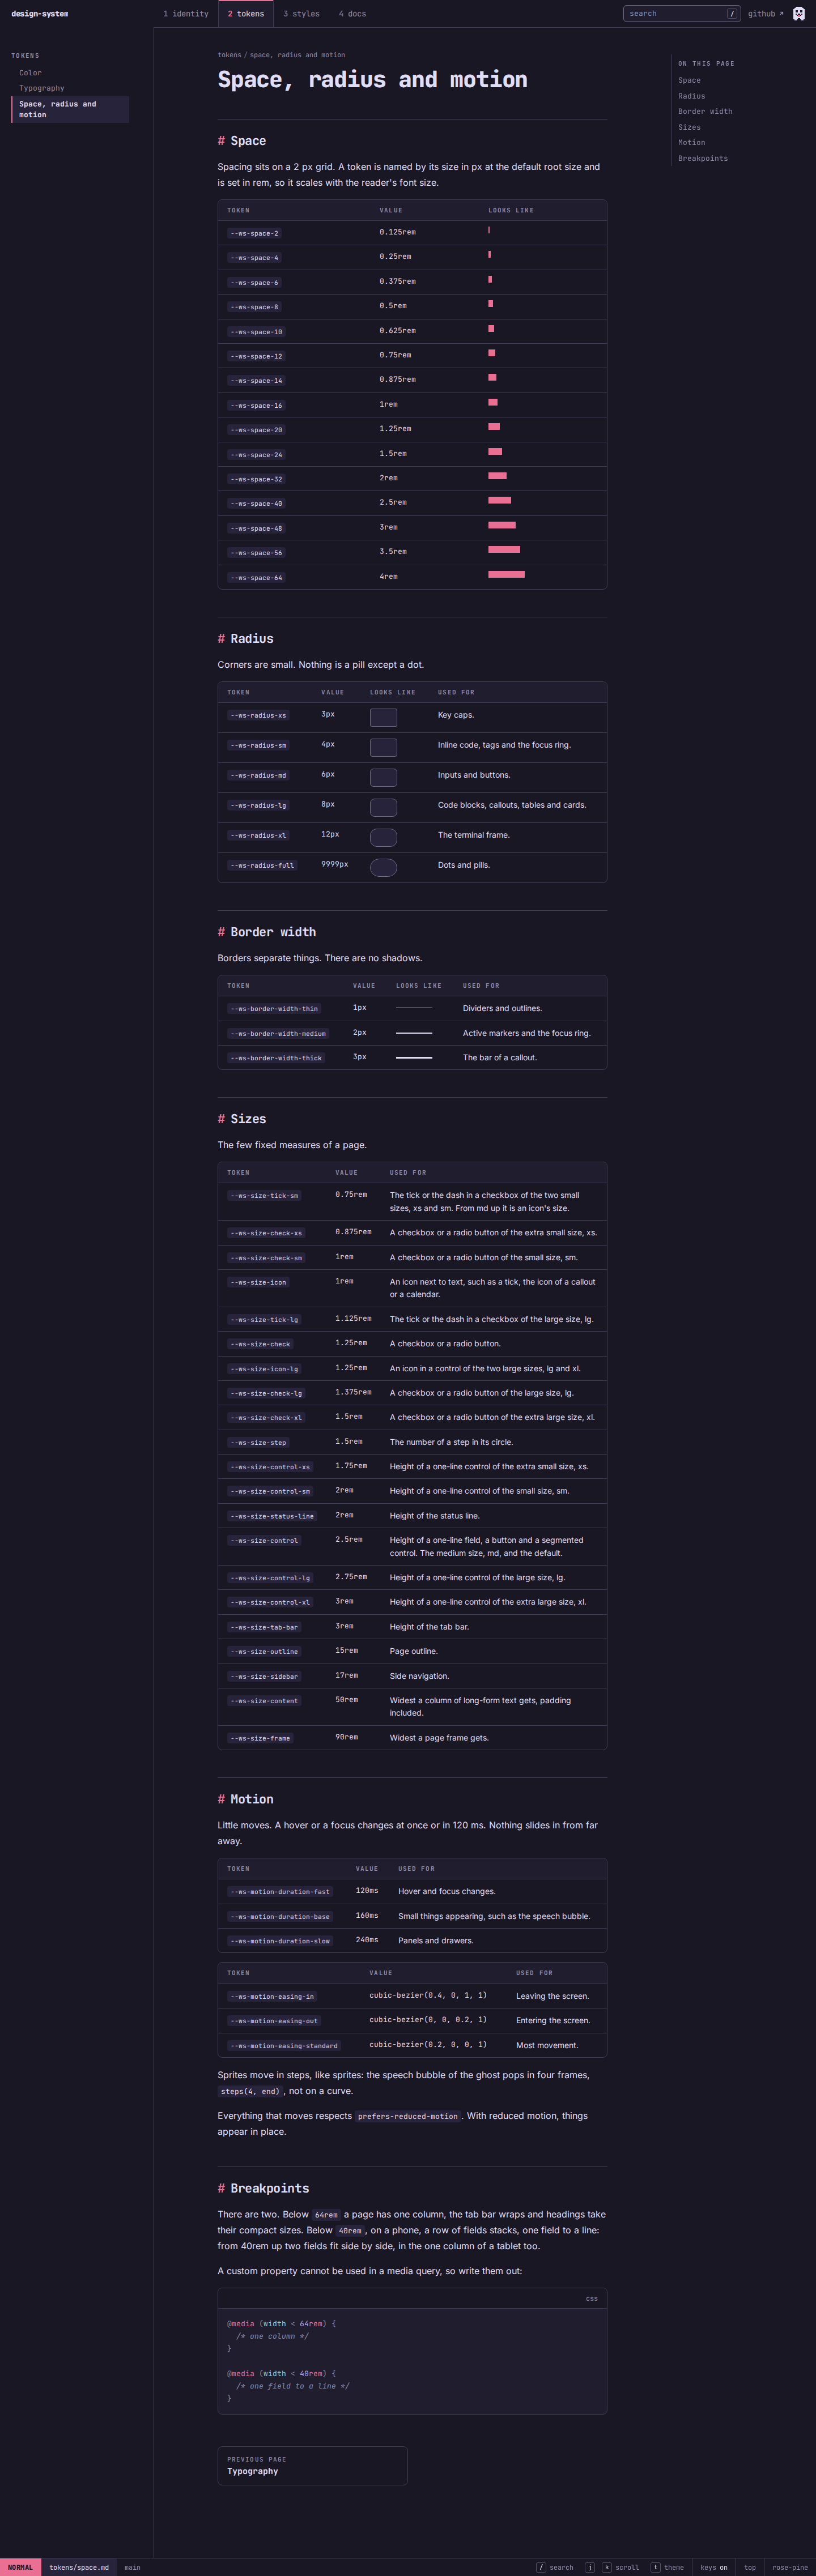 design-system
1 identity
2 tokens
3 styles
4 docs
search /
github ↗
TOKENS
Color
Typography
Space, radius and
motion
tokens / space, radius and motion
Space, radius and motion
ON THIS PAGE
Space
Radius
Border width
Sizes
Motion
Breakpoints
# Space
Spacing sits on a 2 px grid. A token is named by its size in px at the default root size and
is set in rem, so it scales with the reader's font size.
TOKEN VALUE LOOKS LIKE
--ws-space-2 0.125rem
--ws-space-4 0.25rem
--ws-space-6 0.375rem
--ws-space-8 0.5rem
--ws-space-10 0.625rem
--ws-space-12 0.75rem
--ws-space-14 0.875rem
--ws-space-16 1rem
--ws-space-20 1.25rem
--ws-space-24 1.5rem
--ws-space-32 2rem
--ws-space-40 2.5rem
--ws-space-48 3rem
--ws-space-56 3.5rem
--ws-space-64 4rem
# Radius
Corners are small. Nothing is a pill except a dot.
TOKEN VALUE LOOKS LIKE USED FOR
--ws-radius-xs 3px Key caps.
--ws-radius-sm 4px Inline code, tags and the focus ring.
--ws-radius-md 6px Inputs and buttons.
--ws-radius-lg 8px Code blocks, callouts, tables and cards.
--ws-radius-xl 12px The terminal frame.
--ws-radius-full 9999px Dots and pills.
# Border width
Borders separate things. There are no shadows.
TOKEN VALUE LOOKS LIKE USED FOR
--ws-border-width-thin 1px Dividers and outlines.
--ws-border-width-medium 2px Active markers and the focus ring.
--ws-border-width-thick 3px The bar of a callout.
# Sizes
The few fixed measures of a page.
TOKEN VALUE USED FOR
--ws-size-tick-sm 0.75rem The tick or the dash in a checkbox of the two small
sizes, xs and sm. From md up it is an icon's size.
--ws-size-check-xs 0.875rem A checkbox or a radio button of the extra small size, xs.
--ws-size-check-sm 1rem A checkbox or a radio button of the small size, sm.
--ws-size-icon 1rem An icon next to text, such as a tick, the icon of a callout
or a calendar.
--ws-size-tick-lg 1.125rem The tick or the dash in a checkbox of the large size, lg.
--ws-size-check 1.25rem A checkbox or a radio button.
--ws-size-icon-lg 1.25rem An icon in a control of the two large sizes, lg and xl.
--ws-size-check-lg 1.375rem A checkbox or a radio button of the large size, lg.
--ws-size-check-xl 1.5rem A checkbox or a radio button of the extra large size, xl.
--ws-size-step 1.5rem The number of a step in its circle.
--ws-size-control-xs 1.75rem Height of a one-line control of the extra small size, xs.
--ws-size-control-sm 2rem Height of a one-line control of the small size, sm.
--ws-size-status-line 2rem Height of the status line.
--ws-size-control 2.5rem Height of a one-line field, a button and a segmented
control. The medium size, md, and the default.
--ws-size-control-lg 2.75rem Height of a one-line control of the large size, lg.
--ws-size-control-xl 3rem Height of a one-line control of the extra large size, xl.
--ws-size-tab-bar 3rem Height of the tab bar.
--ws-size-outline 15rem Page outline.
--ws-size-sidebar 17rem Side navigation.
--ws-size-content 50rem Widest a column of long-form text gets, padding
included.
--ws-size-frame 90rem Widest a page frame gets.
# Motion
Little moves. A hover or a focus changes at once or in 120 ms. Nothing slides in from far
away.
TOKEN VALUE USED FOR
--ws-motion-duration-fast 120ms Hover and focus changes.
--ws-motion-duration-base 160ms Small things appearing, such as the speech bubble.
--ws-motion-duration-slow 240ms Panels and drawers.
TOKEN VALUE USED FOR
--ws-motion-easing-in cubic-bezier(0.4, 0, 1, 1) Leaving the screen.
--ws-motion-easing-out cubic-bezier(0, 0, 0.2, 1) Entering the screen.
--ws-motion-easing-standard cubic-bezier(0.2, 0, 0, 1) Most movement.
Sprites move in steps, like sprites: the speech bubble of the ghost pops in four frames,
steps(4, end), not on a curve.
Everything that moves respects prefers-reduced-motion. With reduced motion, things
appear in place.
# Breakpoints
There are two. Below 64rem a page has one column, the tab bar wraps and headings take
their compact sizes. Below 40rem, on a phone, a row of fields stacks, one field to a line:
from 40rem up two fields fit side by side, in the one column of a tablet too.
A custom property cannot be used in a media query, so write them out:
css
@media (width < 64rem) {
/* one column */
}
@media (width < 40rem) {
/* one field to a line */
}
PREVIOUS PAGE
Typography
NORMAL tokens/space.md main
/ search j k scroll t theme keys on top rose-pine